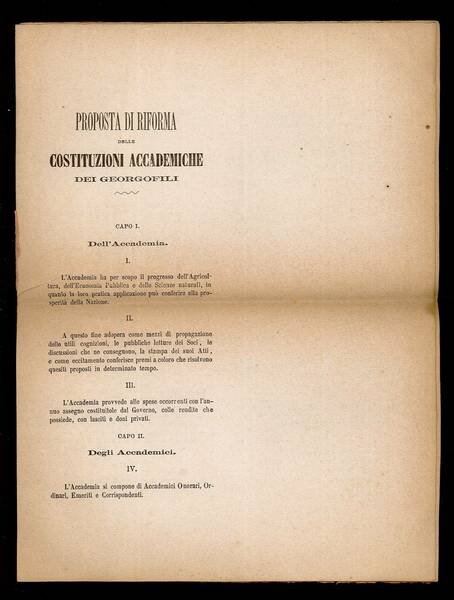 PROPOSTA DI RIFORMA
DELLE
COSTITUZIONI ACCADEMICHE
DEI GEORGOFILI
CAPO I.
Dell'Accademia.
I.
L'Accademia ha per scopo il progresso dell'Agricol-
tura, dell'Economia Pubblica e delle Scienze naturali, in
quanto la loro pratica applicazione può conferire alla pro-
sperità della Nazione.
II.
A questo fine adopera come mezzi di propagazione
delle utili cognizioni, le pubbliche letture dei Soci, le
discussioni che ne conseguono, la stampa dei suoi Atti,
e come eccitamento conferisce premi a coloro che risolvono
quesiti proposti in determinato tempo.
III.
L'Accademia provvede alle spese occorrenti con l'an-
nuo assegno costituitole dal Governo, colle rendite che
possiede, con lasciti e doni privati.
CAPO II.
Degli Accademici.
IV.
L'Accademia si compone di Accademici Onorari, Or-
dinari, Emeriti e Corrispondenti.